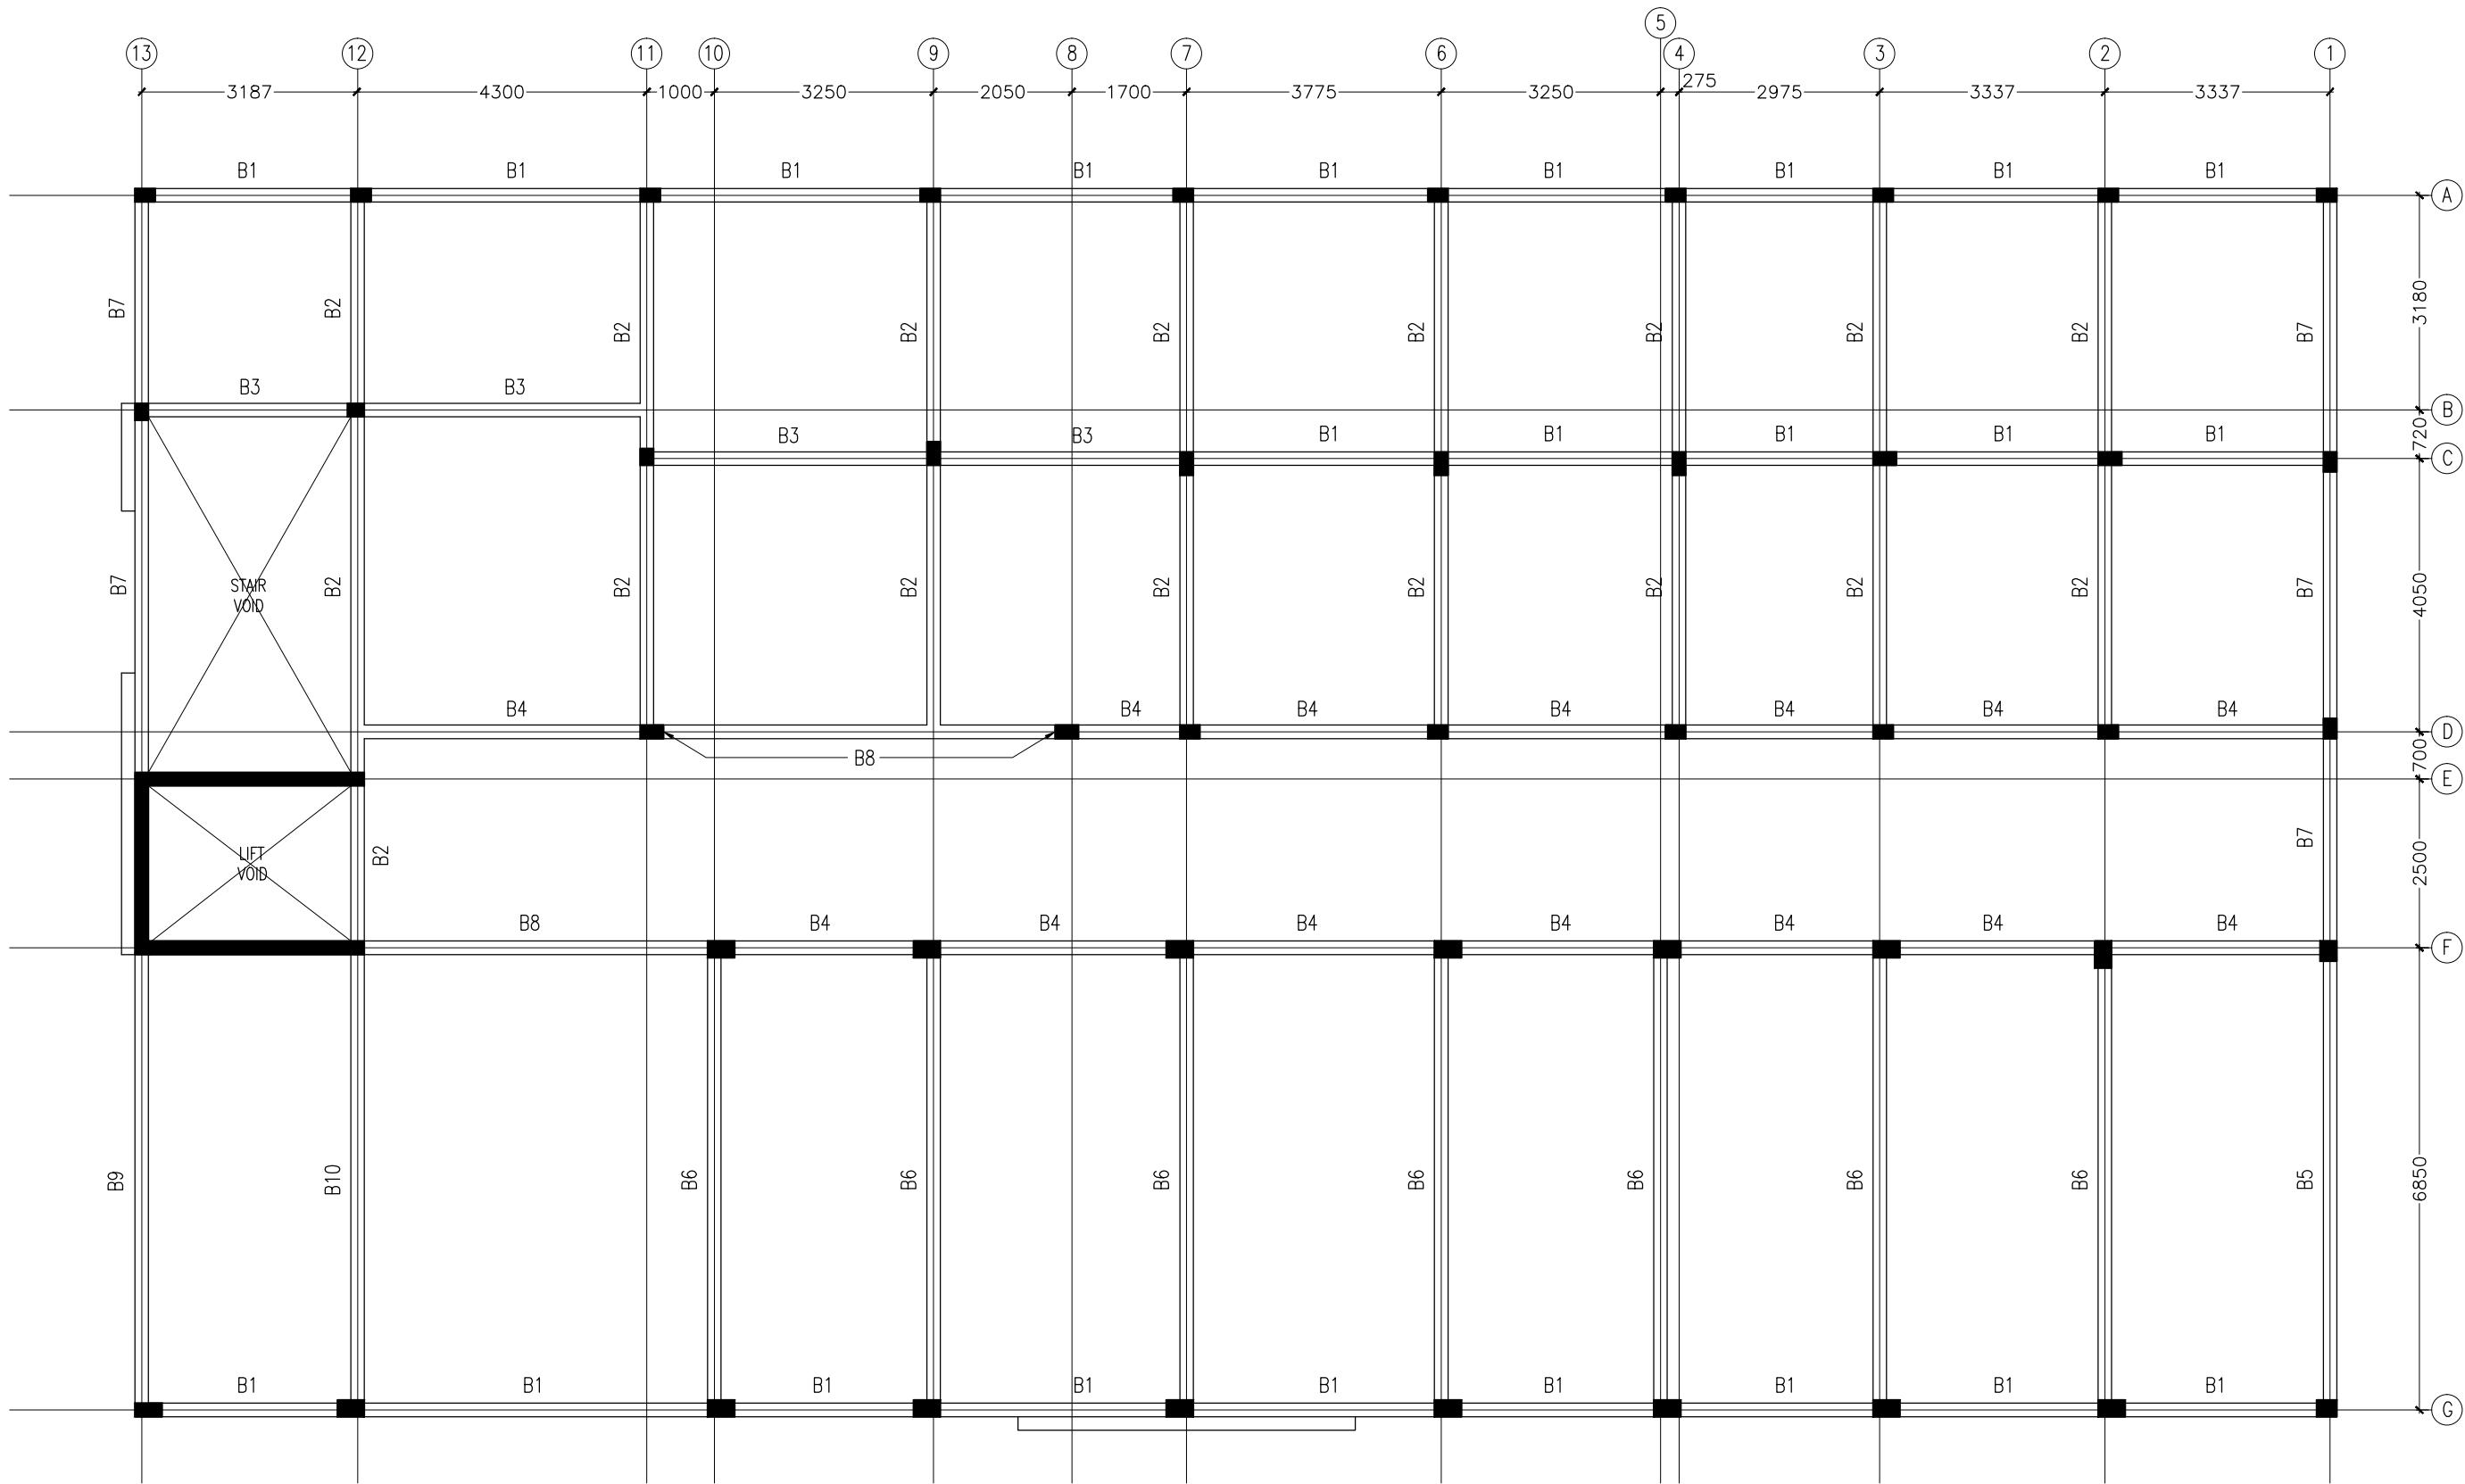 5
13 12 11 10 9 8 7 6 4 3 2 1
275
3187 4300 1000 3250 2050 1700 3775 3250 2975 3337 3337
B1 B1 B1 B1 B1 B1 B1 B1 B1
A
B7 B2 B2 B2 B2 B2 B2 B2 B2 B7 3180
B3 B3
B
B3 B3 B1 B1 B1 B1 B1 720
C
B7 B2 B2 B2 B2 B2 B2 B2 B2 B7 4050
STAIR
VOID
B4 B4 B4 B4 B4 B4 B4
D
B8 700
E
LIFT
VOID
B2 B7 2500
B8 B4 B4 B4 B4 B4 B4 B4
F
B9 B10 B6 B6 B6 B6 B6 B6 B6 B5 6850
B1 B1 B1 B1 B1 B1 B1 B1 B1
G